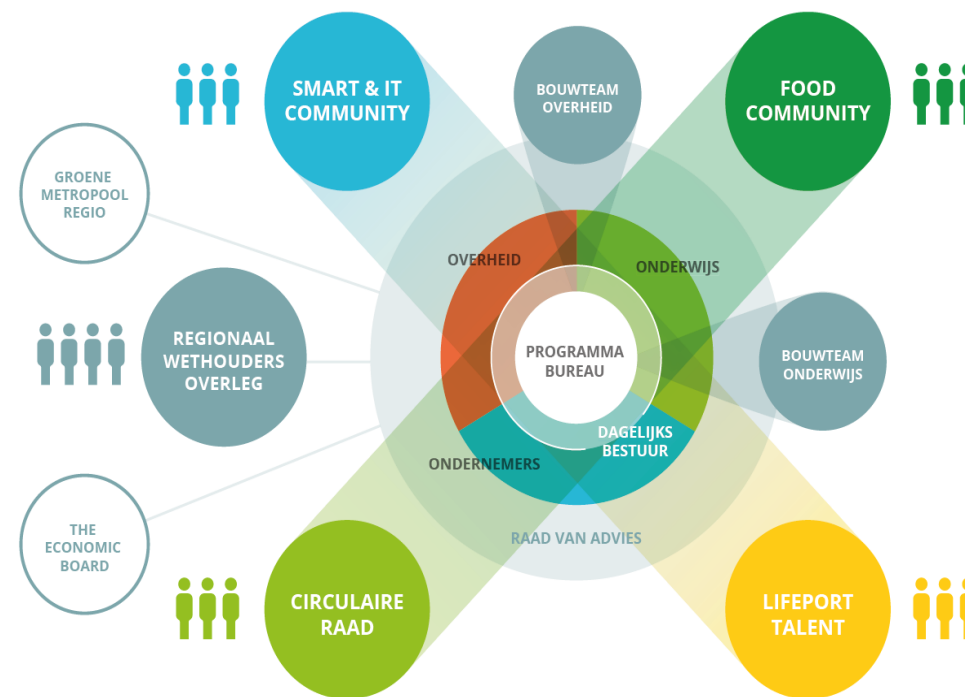 SMART & IT
COMMUNITY
BOUWTEAM
OVERHEID
FOOD
COMMUNITY
GROENE
METROPOOL
REGIO
OVERHEID
ONDERWIJS
REGIONAAL
WETHOUDERS
OVERLEG
PROGRAMMA
BUREAU
BOUWTEAM
ONDERWIJS
DAGELIJKS
BESTUUR
ONDERNEMERS
THE
ECONOMIC
BOARD
RAAD VAN ADVIES
CIRCULAIRE
RAAD
LIFEPORT
TALENT